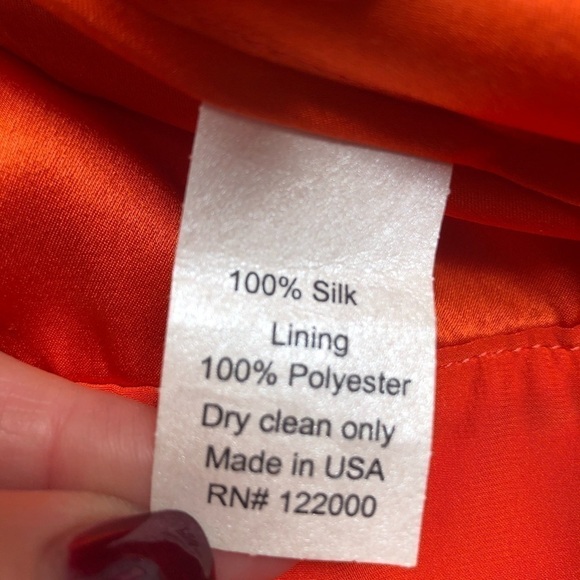 100% Silk
Lining
100% Polyester
Dry clean only
Made in USA
RN# 122000